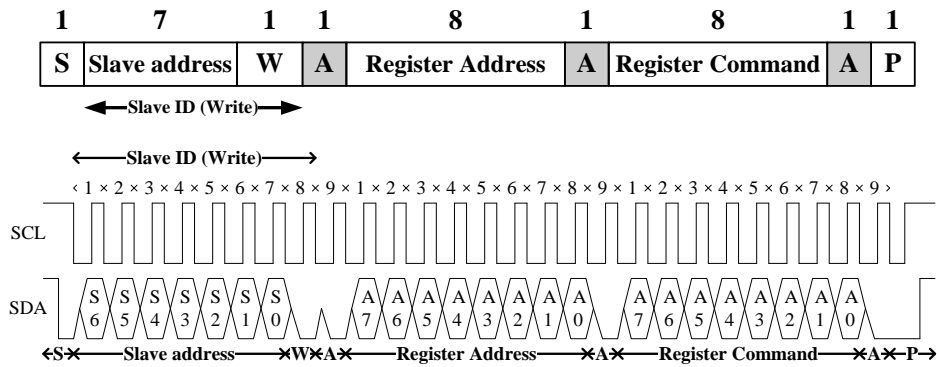 1 7 1 1 8 1 8 1 1
S Slave address W A Register Address A Register Command A P
Slave ID (Write)
Slave ID (Write)
1 2 3 4 5 6 7 8 9 1 2 3 4 5 6 7 8 9 1 2 3 4 5 6 7 8 9
SCL
SDA
S6 S5 S4 S3 S2 S1 S0 A7 A6 A5 A4 A3 A2 A1 A0 A7 A6 A5 A4 A3 A2 A1 A0
S Slave address W A Register Address A Register Command A P